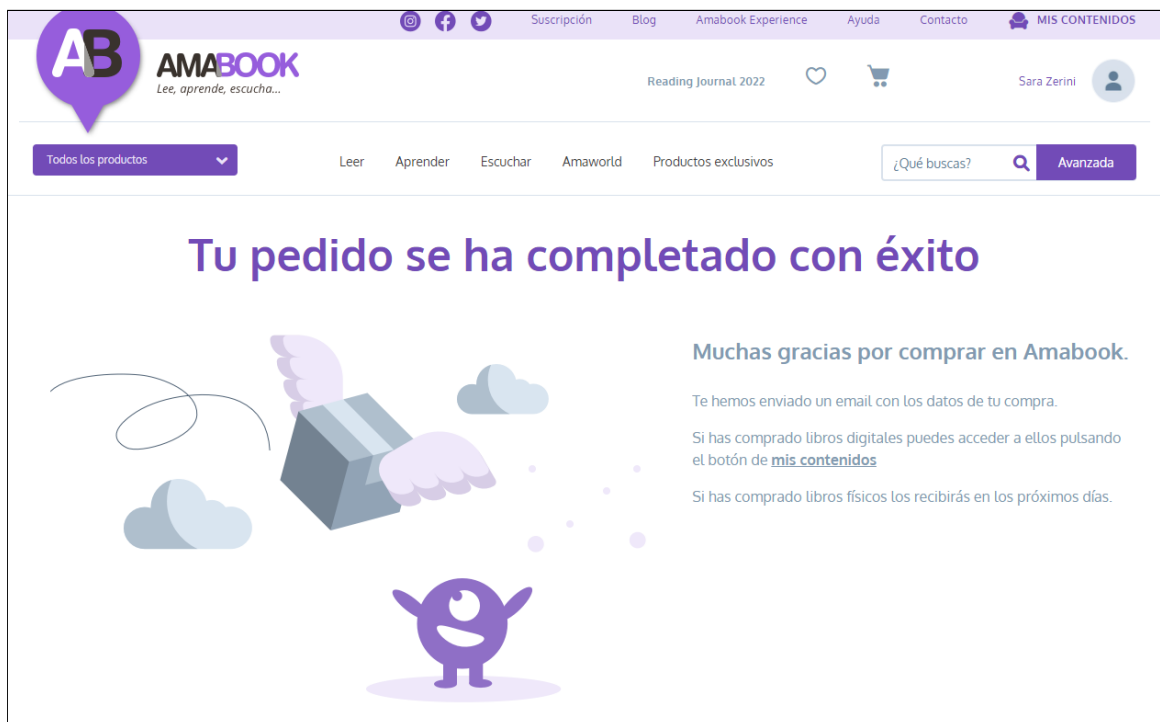 Suscripción Blog Amabook Experience Ayuda Contacto MIS CONTENIDOS
AB
AMABOOK
Lee, aprende, escucha...
Reading Journal 2022
Sara Zerini
Todos los productos
Leer Aprender Escuchar Amaworld Productos exclusivos
¿Qué buscas?
Avanzada
Tu pedido se ha completado con éxito
Muchas gracias por comprar en Amabook.
Te hemos enviado un email con los datos de tu compra.
Si has comprado libros digitales puedes acceder a ellos pulsando
el botón de mis contenidos
Si has comprado libros físicos los recibirás en los próximos días.